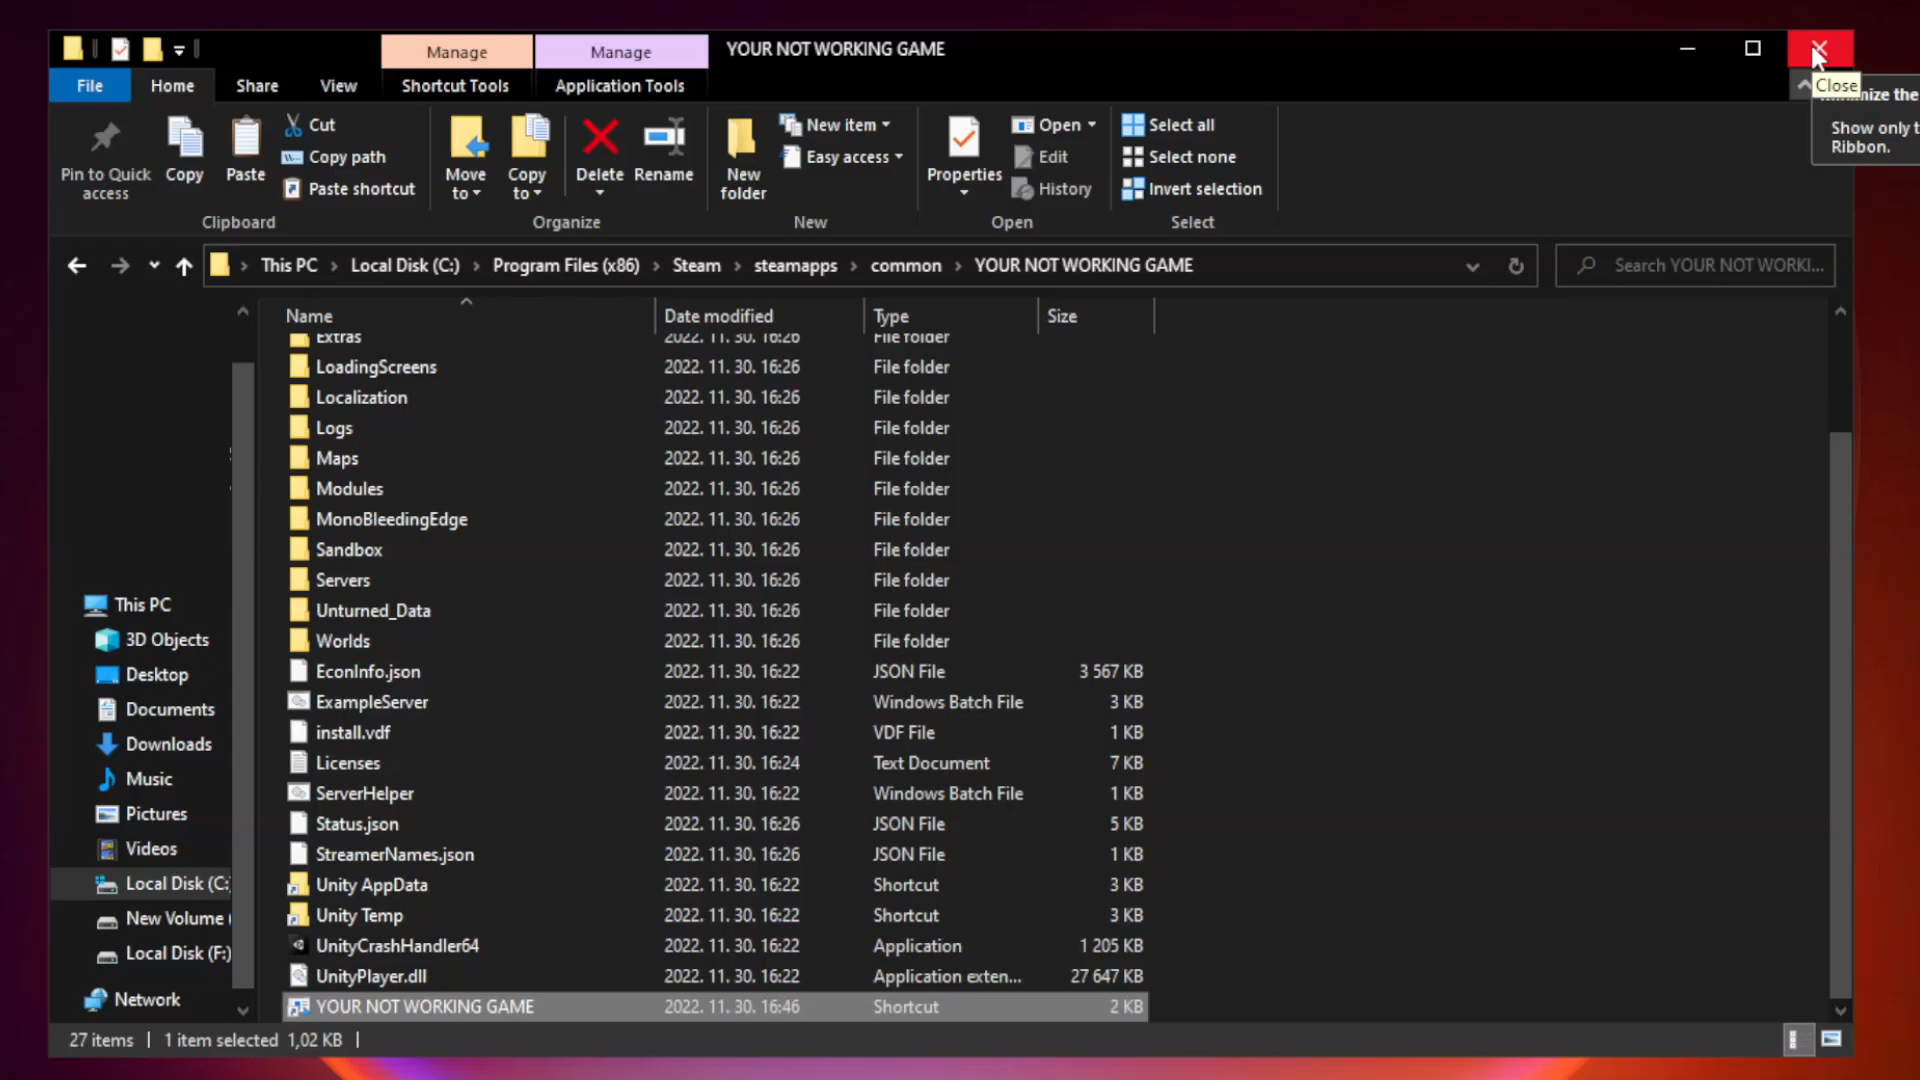 Manage
Manage
YOUR NOT WORKING GAME
File
Home
Share
View
Shortcut Tools
Application Tools
Close
the
Show only t
Ribbon.
Pin to Quick
access
Copy
Paste
Cut
Copy path
Paste shortcut
Clipboard
Move
to
Copy
to
Delete
Rename
Organize
New
folder
New item
Easy access
New
Properties
Open
Edit
History
Open
Select all
Select none
Invert selection
Select
This PC
Local Disk (C:)
Program Files (x86)
Steam
steamapps
common
YOUR NOT WORKING GAME
Search YOUR NOT WORKI...
Name
Date modified
Type
Size
Extras 2022. 11. 30. 16:26 File folder
LoadingScreens 2022. 11. 30. 16:26 File folder
Localization 2022. 11. 30. 16:26 File folder
Logs 2022. 11. 30. 16:26 File folder
Maps 2022. 11. 30. 16:26 File folder
Modules 2022. 11. 30. 16:26 File folder
MonoBleedingEdge 2022. 11. 30. 16:26 File folder
Sandbox 2022. 11. 30. 16:26 File folder
Servers 2022. 11. 30. 16:26 File folder
Unturned_Data 2022. 11. 30. 16:26 File folder
Worlds 2022. 11. 30. 16:26 File folder
EconInfo.json 2022. 11. 30. 16:22 JSON File 3 567 KB
ExampleServer 2022. 11. 30. 16:22 Windows Batch File 3 KB
install.vdf 2022. 11. 30. 16:22 VDF File 1 KB
Licenses 2022. 11. 30. 16:24 Text Document 7 KB
ServerHelper 2022. 11. 30. 16:22 Windows Batch File 1 KB
Status.json 2022. 11. 30. 16:26 JSON File 5 KB
StreamerNames.json 2022. 11. 30. 16:26 JSON File 1 KB
Unity AppData 2022. 11. 30. 16:22 Shortcut 3 KB
Unity Temp 2022. 11. 30. 16:22 Shortcut 3 KB
UnityCrashHandler64 2022. 11. 30. 16:22 Application 1 205 KB
UnityPlayer.dll 2022. 11. 30. 16:22 Application exten... 27 647 KB
YOUR NOT WORKING GAME 2022. 11. 30. 16:46 Shortcut 2 KB
This PC
3D Objects
Desktop
Documents
Downloads
Music
Pictures
Videos
Local Disk (C:
New Volume (
Local Disk (F:)
Network
27 items
1 item selected 1,02 KB